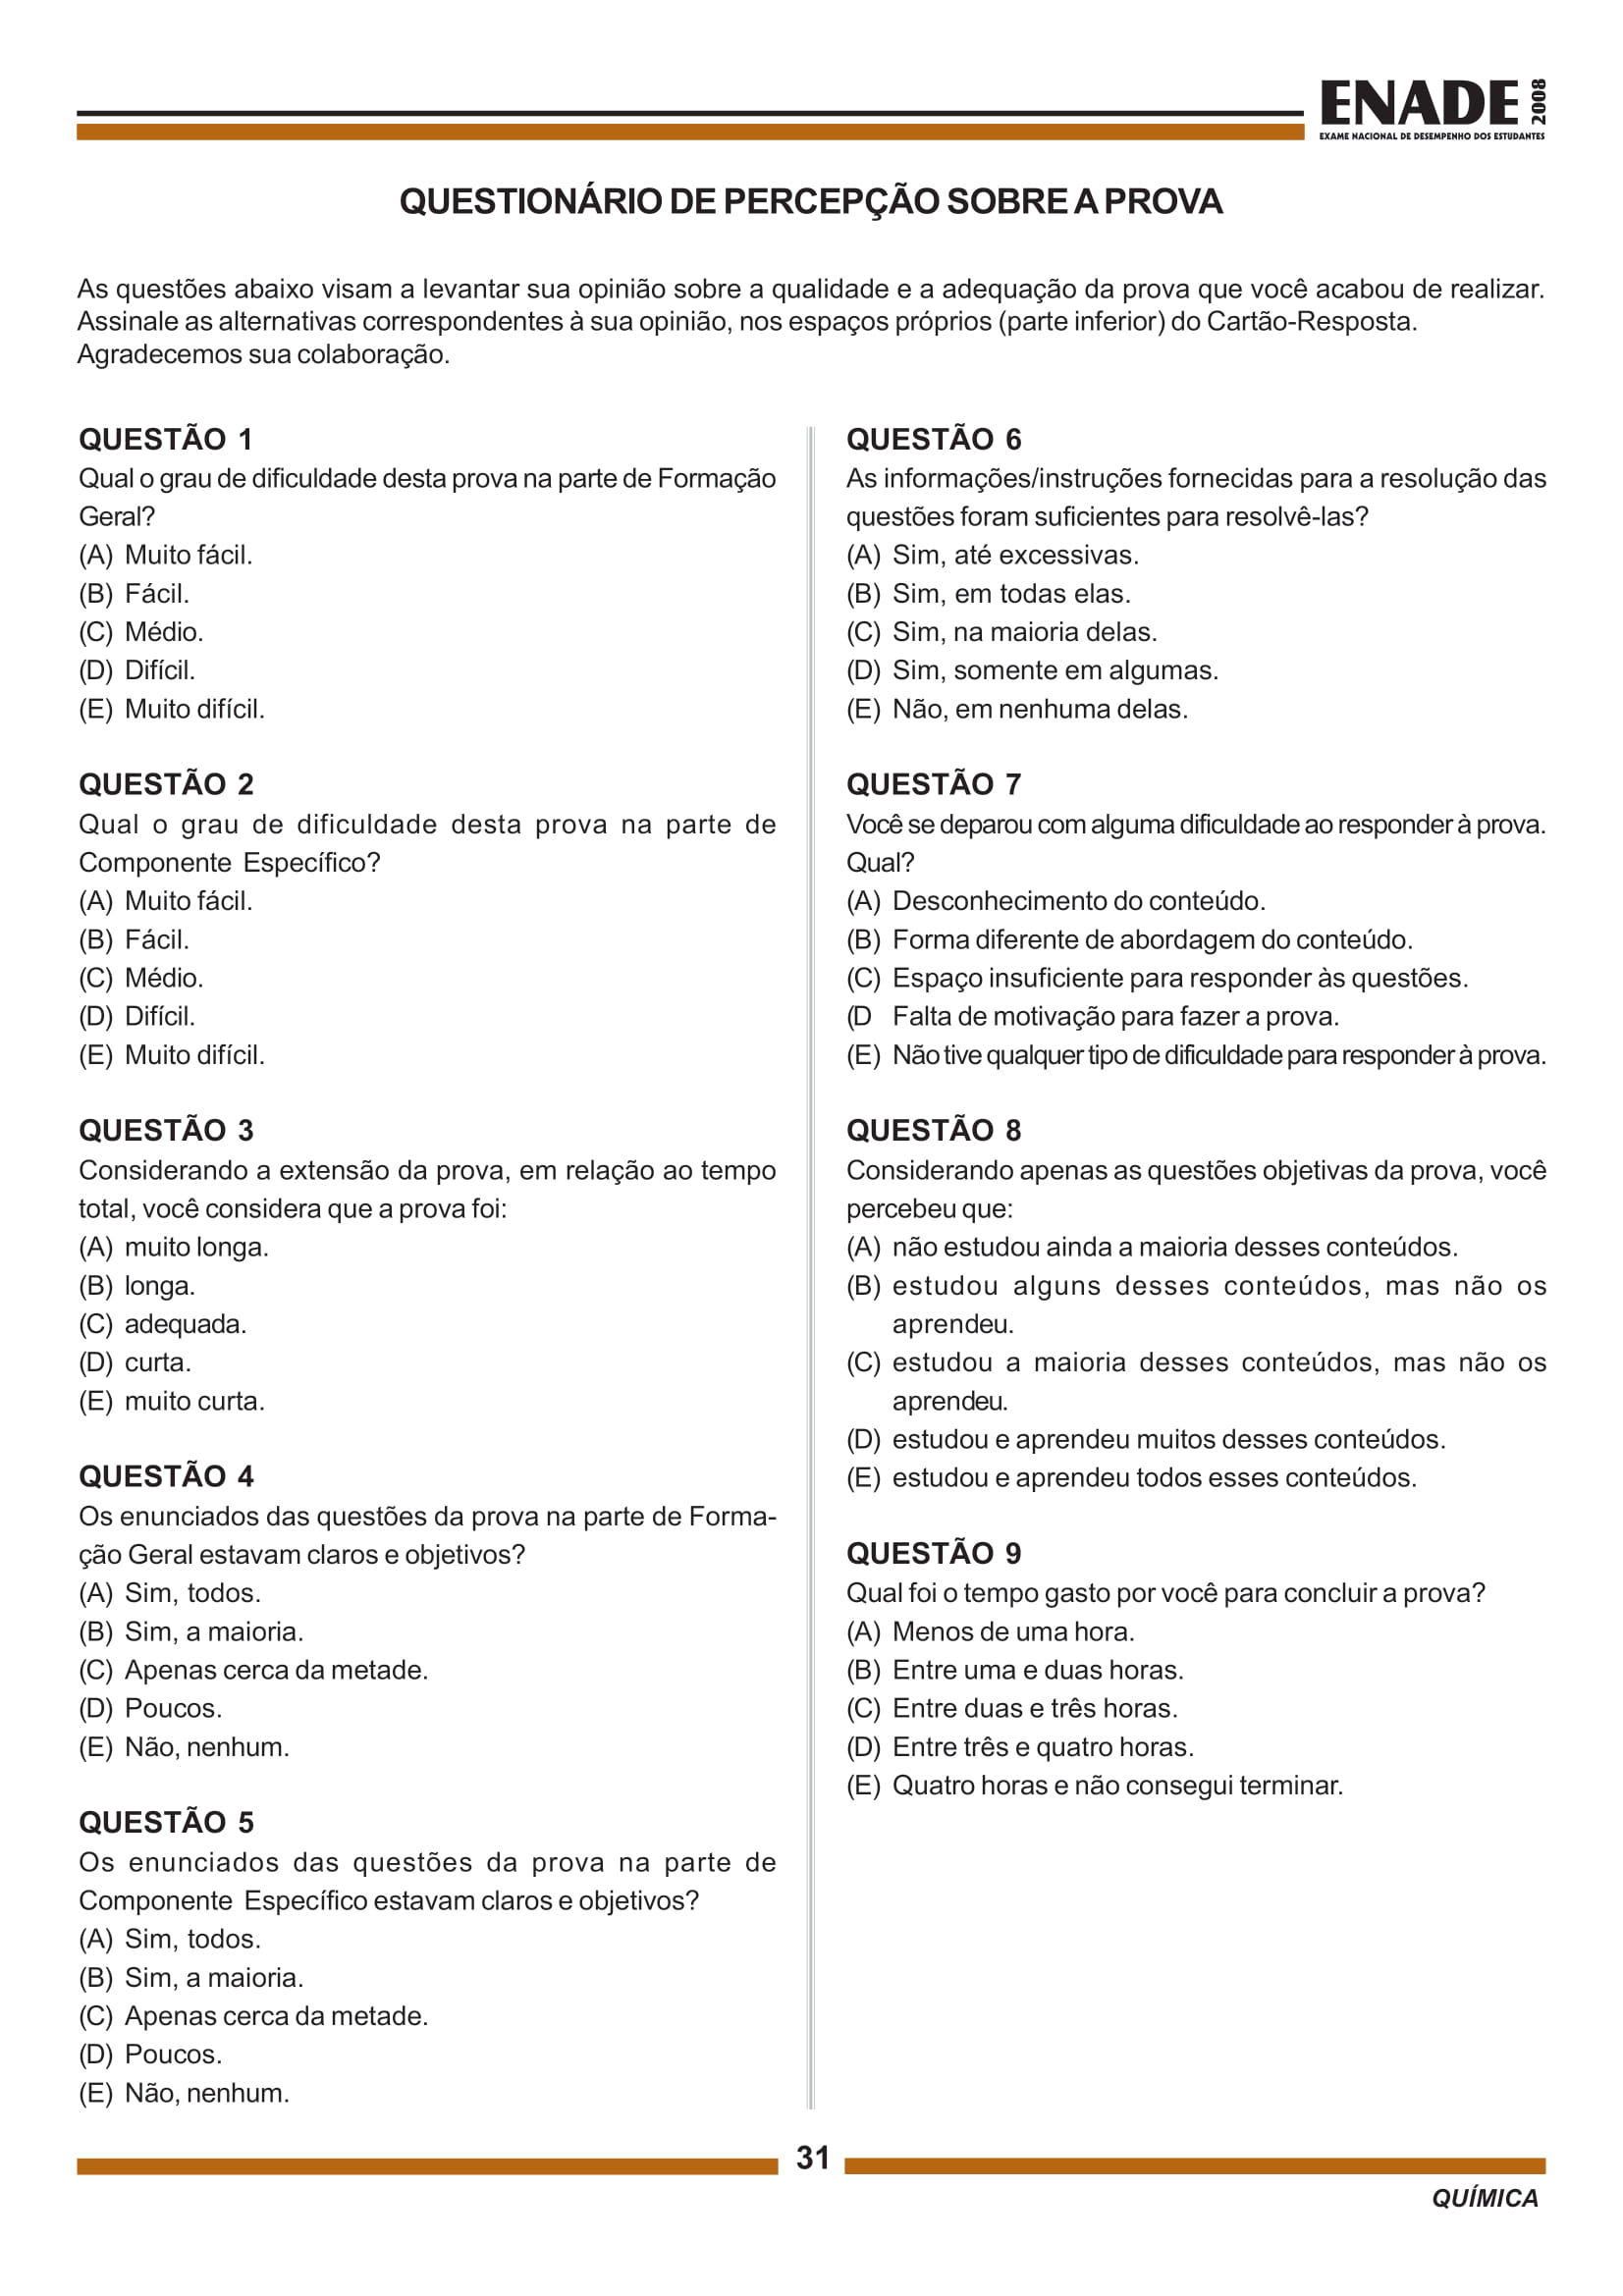 ENADE 2008
EXAME NACIONAL DE DESEMPENHO DOS ESTUDANTES
QUESTIONÁRIO DE PERCEPÇÃO SOBRE A PROVA
As questões abaixo visam a levantar sua opinião sobre a qualidade e a adequação da prova que você acabou de realizar.
Assinale as alternativas correspondentes à sua opinião, nos espaços próprios (parte inferior) do Cartão-Resposta.
Agradecemos sua colaboração.
QUESTÃO 1
Qual o grau de dificuldade desta prova na parte de Formação
Geral?
(A) Muito fácil.
(B) Fácil.
(C) Médio.
(D) Difícil.
(E) Muito difícil.
QUESTÃO 2
Qual o grau de dificuldade desta prova na parte de
Componente Específico?
(A) Muito fácil.
(B) Fácil.
(C) Médio.
(D) Difícil.
(E) Muito difícil.
QUESTÃO 3
Considerando a extensão da prova, em relação ao tempo
total, você considera que a prova foi:
(A) muito longa.
(B) longa.
(C) adequada.
(D) curta.
(E) muito curta.
QUESTÃO 4
Os enunciados das questões da prova na parte de Forma-
ção Geral estavam claros e objetivos?
(A) Sim, todos.
(B) Sim, a maioria.
(C) Apenas cerca da metade.
(D) Poucos.
(E) Não, nenhum.
QUESTÃO 5
Os enunciados das questões da prova na parte de
Componente Específico estavam claros e objetivos?
(A) Sim, todos.
(B) Sim, a maioria.
(C) Apenas cerca da metade.
(D) Poucos.
(E) Não, nenhum.
QUESTÃO 6
As informações/instruções fornecidas para a resolução das
questões foram suficientes para resolvê-las?
(A) Sim, até excessivas.
(B) Sim, em todas elas.
(C) Sim, na maioria delas.
(D) Sim, somente em algumas.
(E) Não, em nenhuma delas.
QUESTÃO 7
Você se deparou com alguma dificuldade ao responder à prova.
Qual?
(A) Desconhecimento do conteúdo.
(B) Forma diferente de abordagem do conteúdo.
(C) Espaço insuficiente para responder às questões.
(D Falta de motivação para fazer a prova.
(E) Não tive qualquer tipo de dificuldade para responder à prova.
QUESTÃO 8
Considerando apenas as questões objetivas da prova, você
percebeu que:
(A) não estudou ainda a maioria desses conteúdos.
(B) estudou alguns desses conteúdos, mas não os
aprendeu.
(C) estudou a maioria desses conteúdos, mas não os
aprendeu.
(D) estudou e aprendeu muitos desses conteúdos.
(E) estudou e aprendeu todos esses conteúdos.
QUESTÃO 9
Qual foi o tempo gasto por você para concluir a prova?
(A) Menos de uma hora.
(B) Entre uma e duas horas.
(C) Entre duas e três horas.
(D) Entre três e quatro horas.
(E) Quatro horas e não consegui terminar.
31
QUÍMICA